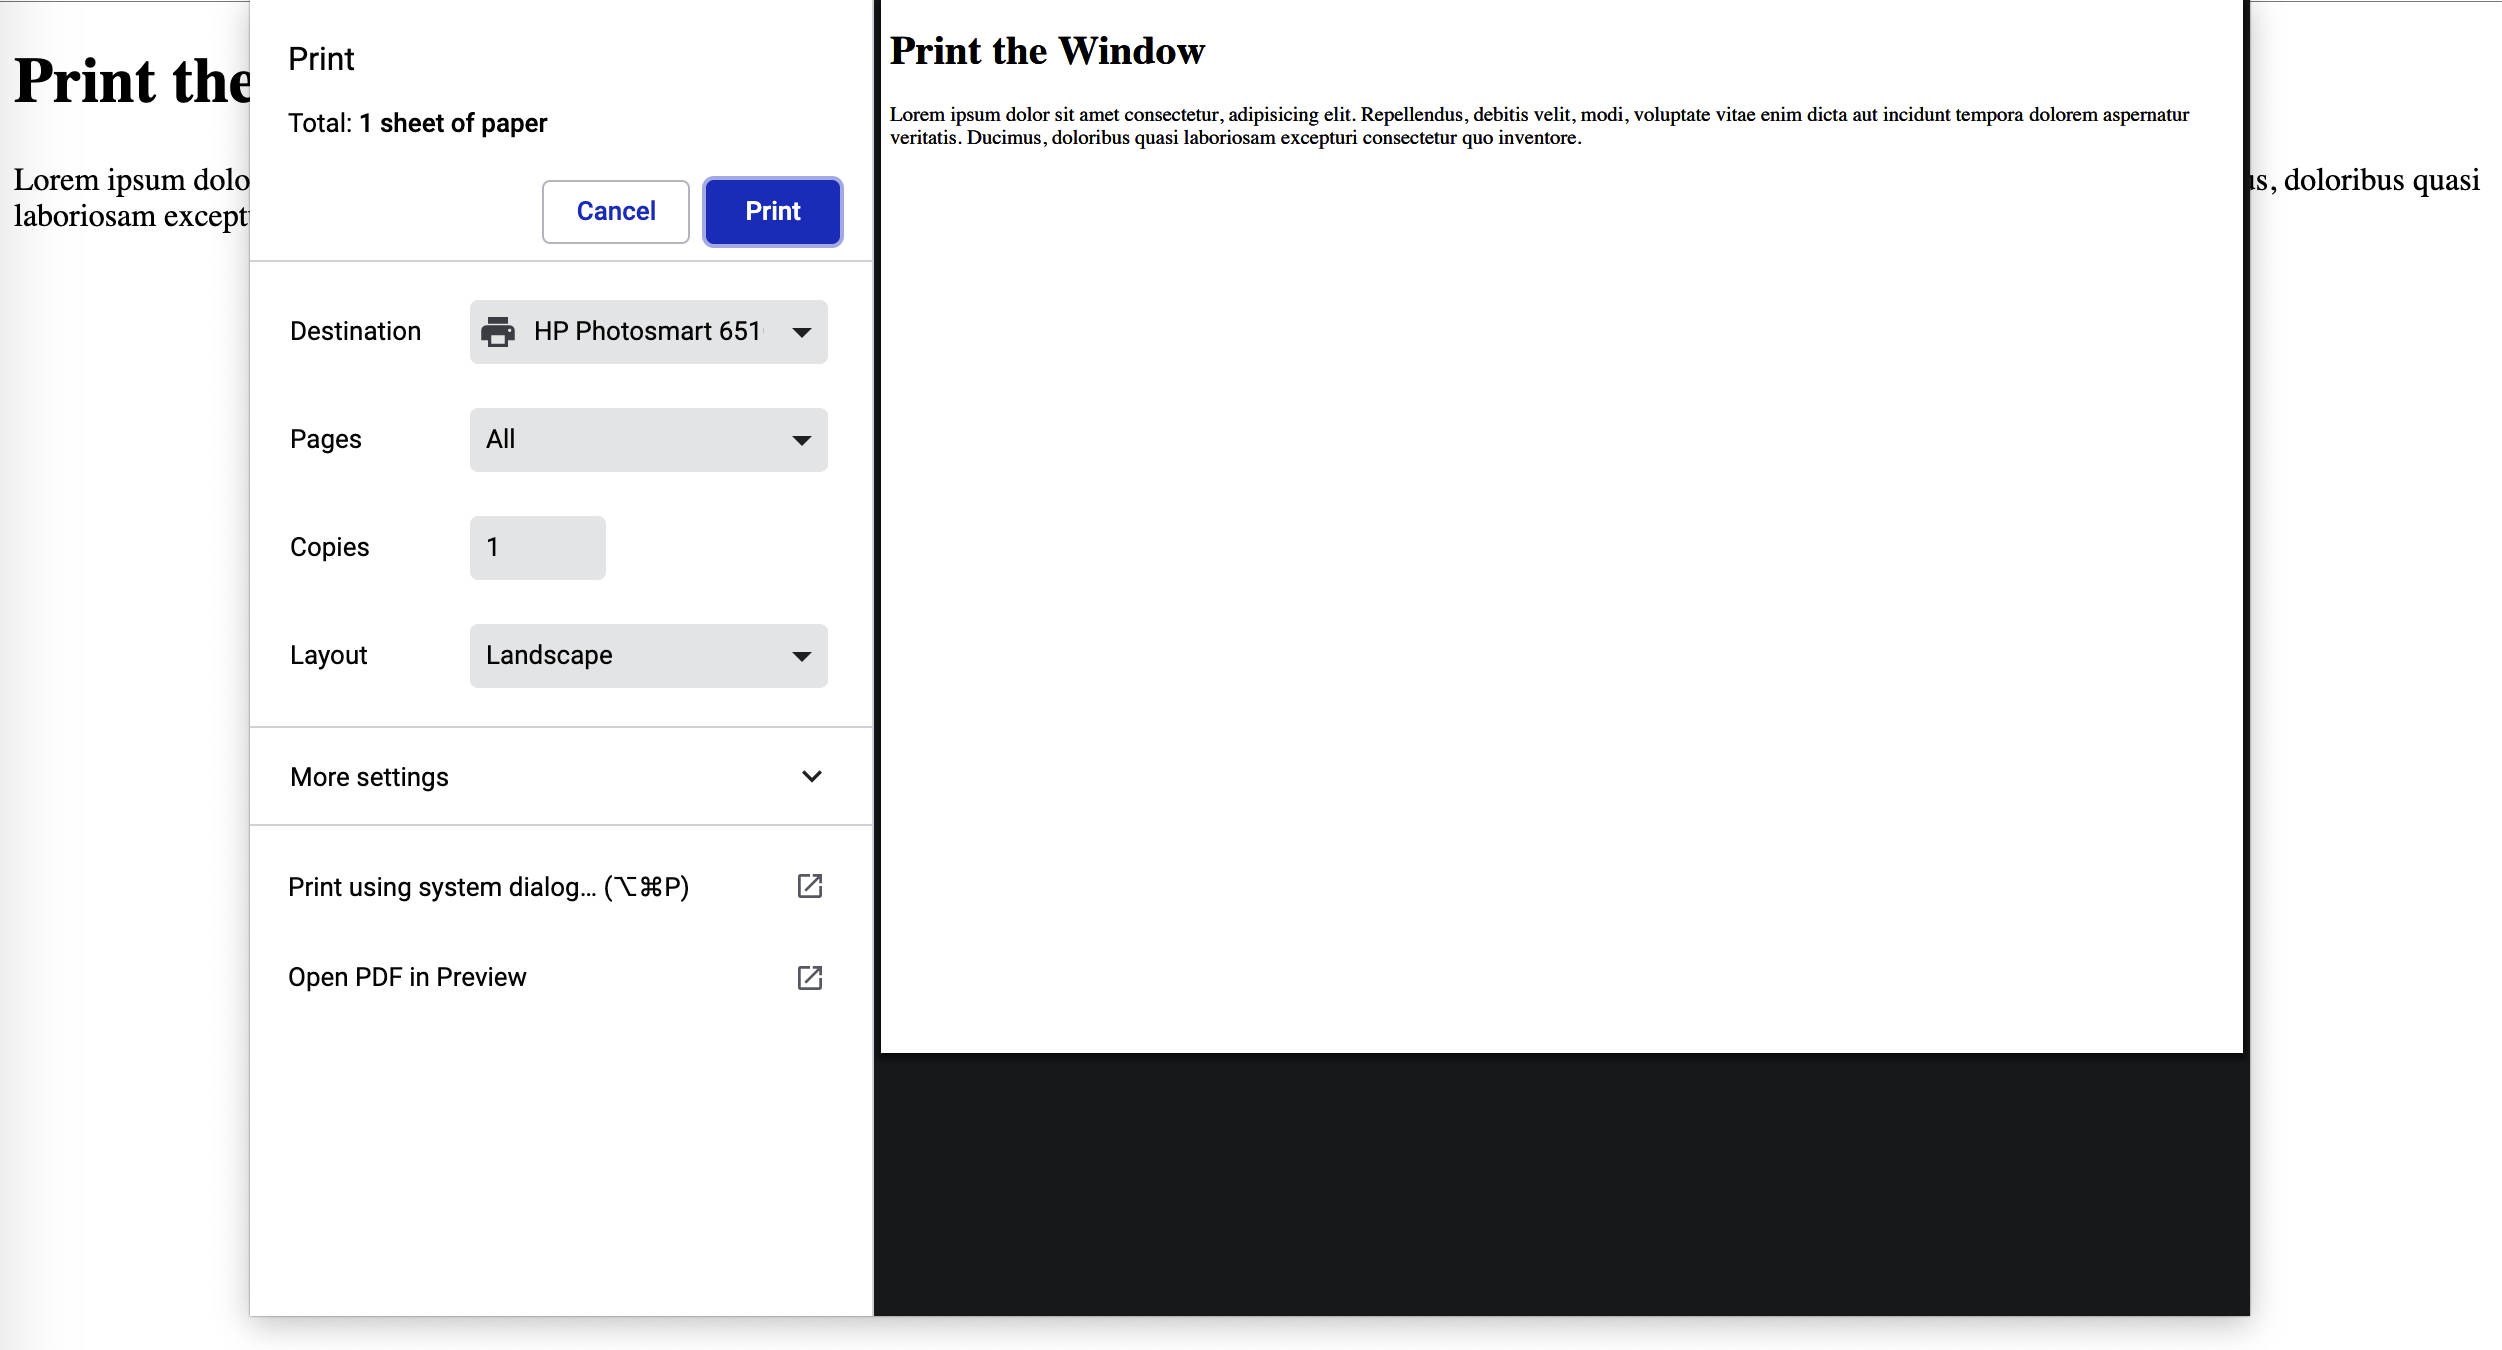 Print the
Lorem ipsum
laboriosam
Print
Total: 1 sheet of paper
Cancel
Print
Destination
HP Photosmart 651
Pages
All
Copies
1
Layout
Landscape
More settings
Print using system dialog... (⌥⌘P)
Open PDF in Preview
Print the Window
Lorem ipsum dolor sit amet consectetur, adipisicing elit. Repellendus, debitis velit, modi, voluptate vitae enim dicta aut incidunt tempora dolorem aspernatur
veritatis. Ducimus, doloribus quasi laboriosam excepturi consectetur quo inventore.
doloribus quasi